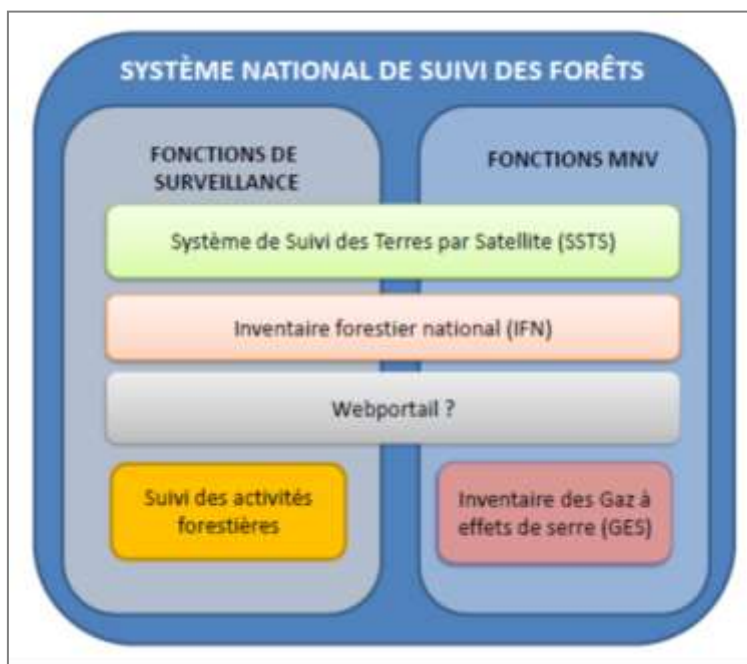 SYSTÈME NATIONAL DE SUIVI DES FORÊTS
FONCTIONS DE
SURVEILLANCE
FONCTIONS MNV
Système de Suivi des Terres par Satellite (SSTS)
Inventaire forestier national (IFN)
Webportail ?
Suivi des activités
forestières
Inventaire des Gaz à
effets de serre (GES)